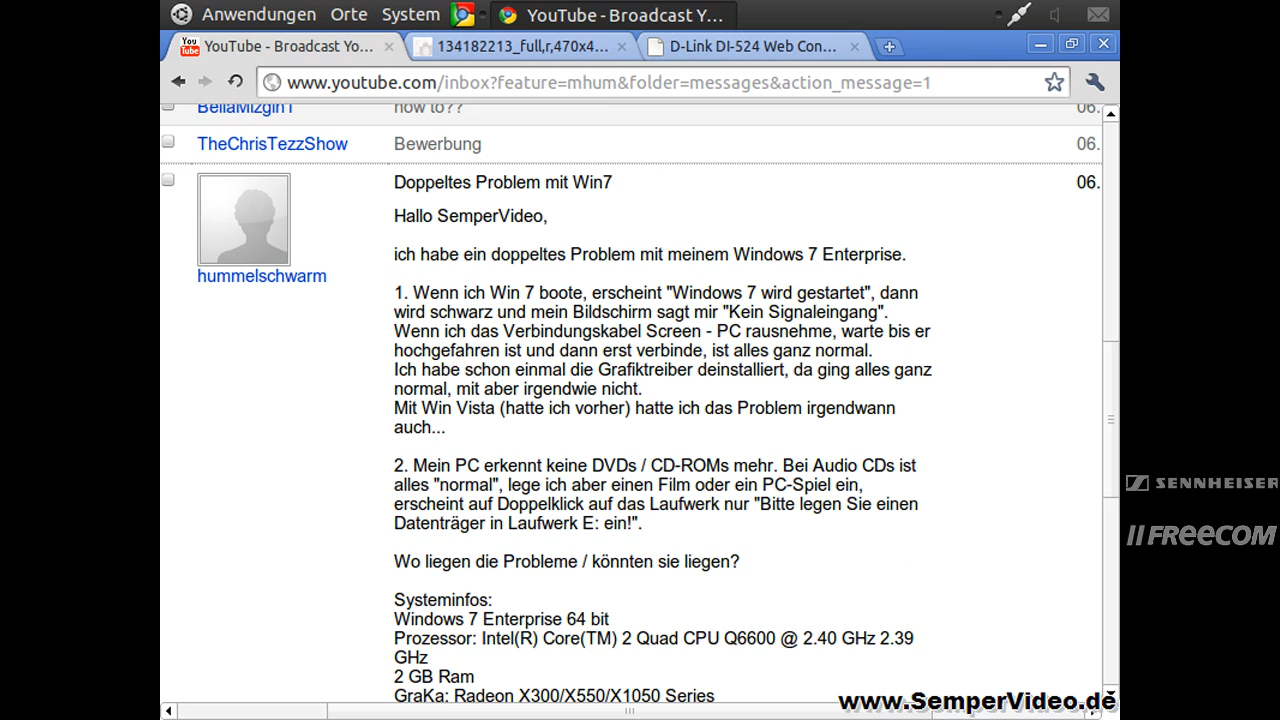 Anwendungen Orte System YouTube - Broadcast Y...
You Tube YouTube - Broadcast Yo... 134182213_full,r,470x4... D-Link DI-524 Web Con...
www.youtube.com/inbox?feature=mhum&folder=messages&action_message=1
BellaMizgin1 how to?? 06.
TheChrisTezzShow Bewerbung 06.
Doppeltes Problem mit Win7 06.
Hallo SemperVideo,
hummelschwarm
ich habe ein doppeltes Problem mit meinem Windows 7 Enterprise.
1. Wenn ich Win 7 boote, erscheint "Windows 7 wird gestartet", dann
wird schwarz und mein Bildschirm sagt mir "Kein Signaleingang".
Wenn ich das Verbindungskabel Screen - PC rausnehme, warte bis er
hochgefahren ist und dann erst verbinde, ist alles ganz normal.
Ich habe schon einmal die Grafiktreiber deinstalliert, da ging alles ganz
normal, mit aber irgendwie nicht.
Mit Win Vista (hatte ich vorher) hatte ich das Problem irgendwann
auch...
2. Mein PC erkennt keine DVDs / CD-ROMs mehr. Bei Audio CDs ist
alles "normal", lege ich aber einen Film oder ein PC-Spiel ein,
erscheint auf Doppelklick auf das Laufwerk nur "Bitte legen Sie einen
Datenträger in Laufwerk E: ein!".
Wo liegen die Probleme / könnten sie liegen?
Systeminfos:
Windows 7 Enterprise 64 bit
Prozessor: Intel(R) Core(TM) 2 Quad CPU Q6600 @ 2.40 GHz 2.39
GHz
2 GB Ram
GraKa: Radeon X300/X550/X1050 Series
SENNHEISER
FREECOM
www.SemperVideo.de